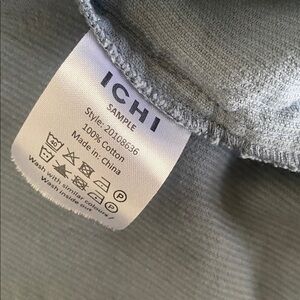 ICHI
SAMPLE
Style: 20108636
100% Cotton
Made in: China
Wash with similar colours/
Wash inside out